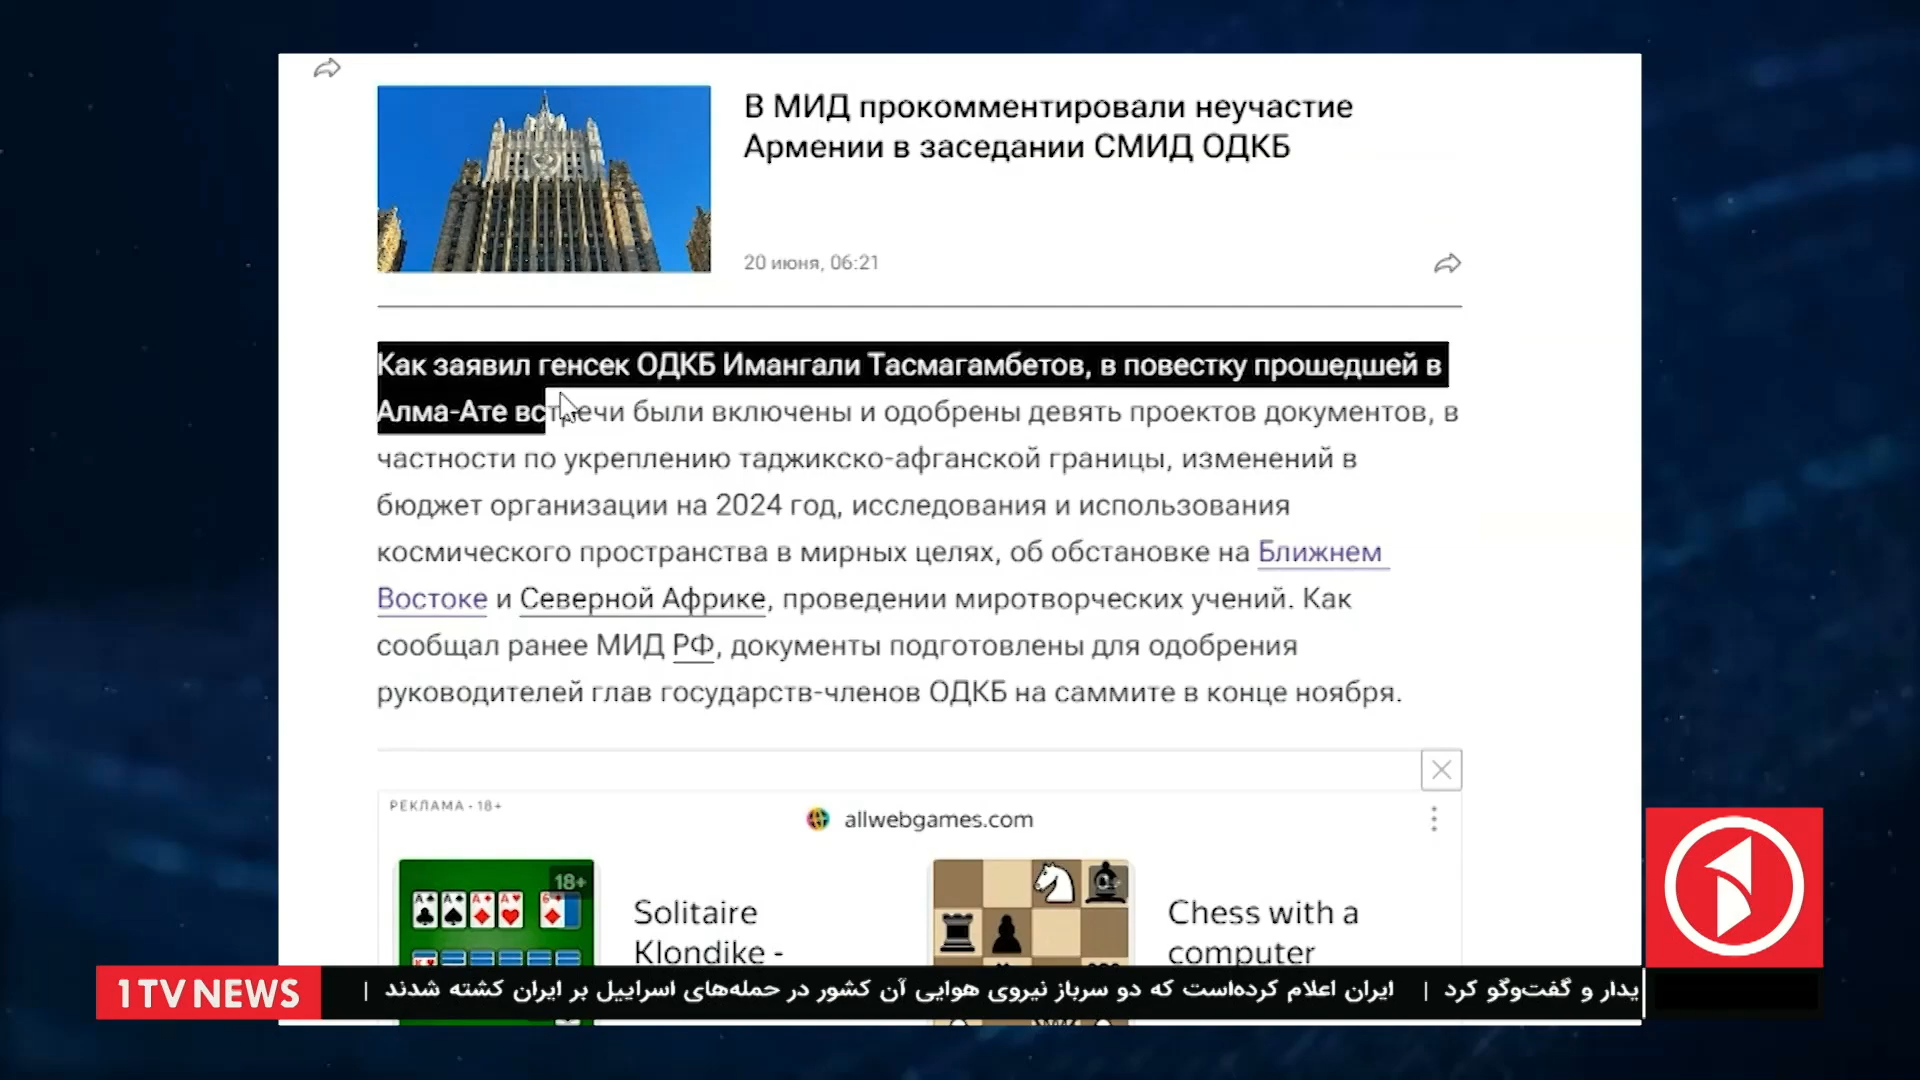 В МИД прокомментировали неучастие
Армении в заседании СМИД ОДКБ
20 июня, 06:21
Как заявил генсек ОДКБ Имангали Тасмагамбетов, в повестку прошедшей в
Алма-Ате встречи были включены и одобрены девять проектов документов, в
частности по укреплению таджикско-афганской границы, изменений в
бюджет организации на 2024 год, исследования и использования
космического пространства в мирных целях, об обстановке на Ближнем
Востоке и Северной Африке, проведении миротворческих учений. Как
сообщал ранее МИД РФ, документы подготовлены для одобрения
руководителей глав государств-членов ОДКБ на саммите в конце ноября.
РЕКЛАМА • 18+
allwebgames.com
18+
Solitaire
Klondike -
Chess with a
computer
1TV NEWS
یدار و گفت‌وگو کرد | ایران اعلام کرده‌است که دو سرباز نیروی هوایی آن کشور در حمله‌های اسراییل بر ایران کشته شدند |